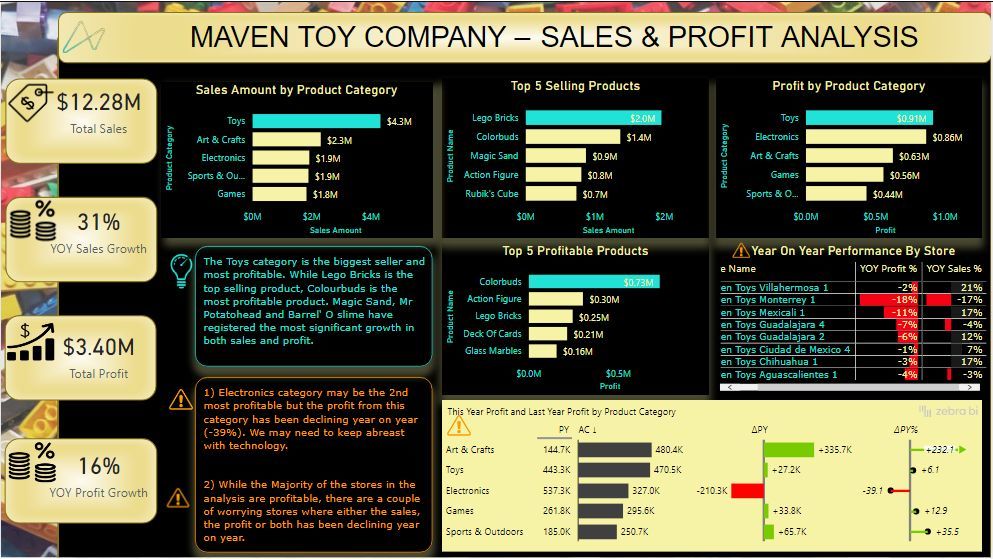 MAVEN TOY COMPANY – SALES & PROFIT ANALYSIS
$12.28M
Total Sales
31%
YOY Sales Growth
$3.40M
Total Profit
16%
YOY Profit Growth
Sales Amount by Product Category
Product Category
Toys $4.3M
Art & Crafts $2.3M
Electronics $1.9M
Sports & Ou... $1.9M
Games $1.8M
$0M $2M $4M
Sales Amount
Top 5 Selling Products
Product Name
Lego Bricks $2.0M
Colorbuds $1.4M
Magic Sand $0.9M
Action Figure $0.8M
Rubik's Cube $0.7M
$0M $1M $2M
Sales Amount
Profit by Product Category
Product Category
Toys $0.91M
Electronics $0.86M
Art & Crafts $0.63M
Games $0.56M
Sports & O... $0.44M
$0.0M $0.5M $1.0M
Profit
The Toys category is the biggest seller and
most profitable. While Lego Bricks is the
top selling product, Colourbuds is the
most profitable product. Magic Sand, Mr
Potatohead and Barrel' O slime have
registered the most significant growth in
both sales and profit.
Top 5 Profitable Products
Product Name
Colorbuds $0.73M
Action Figure $0.30M
Lego Bricks $0.25M
Deck Of Cards $0.21M
Glass Marbles $0.16M
$0.0M $0.5M
Profit
Year On Year Performance By Store
e Name YOY Profit % YOY Sales %
en Toys Villahermosa 1 -2% 21%
en Toys Monterrey 1 -18% -17%
en Toys Mexicali 1 -11% 17%
en Toys Guadalajara 4 -7% -4%
en Toys Guadalajara 2 -6% 12%
en Toys Ciudad de Mexico 4 -1% 7%
en Toys Chihuahua 1 -3% 17%
en Toys Aguascalientes 1 -4% -3%
1) Electronics category may be the 2nd
most profitable but the profit from this
category has been declining year on year
(-39%). We may need to keep abreast
with technology.
2) While the Majority of the stores in the
analysis are profitable, there are a couple
of worrying stores where either the sales,
the profit or both has been declining year
on year.
This Year Profit and Last Year Profit by Product Category
zebra bi
PY AC ↓ ΔPY ΔPY%
Art & Crafts 144.7K 480.4K +335.7K +232.1
Toys 443.3K 470.5K +27.2K +6.1
Electronics 537.3K 327.0K -210.3K -39.1
Games 261.8K 295.6K +33.8K +12.9
Sports & Outdoors 185.0K 250.7K +65.7K +35.5